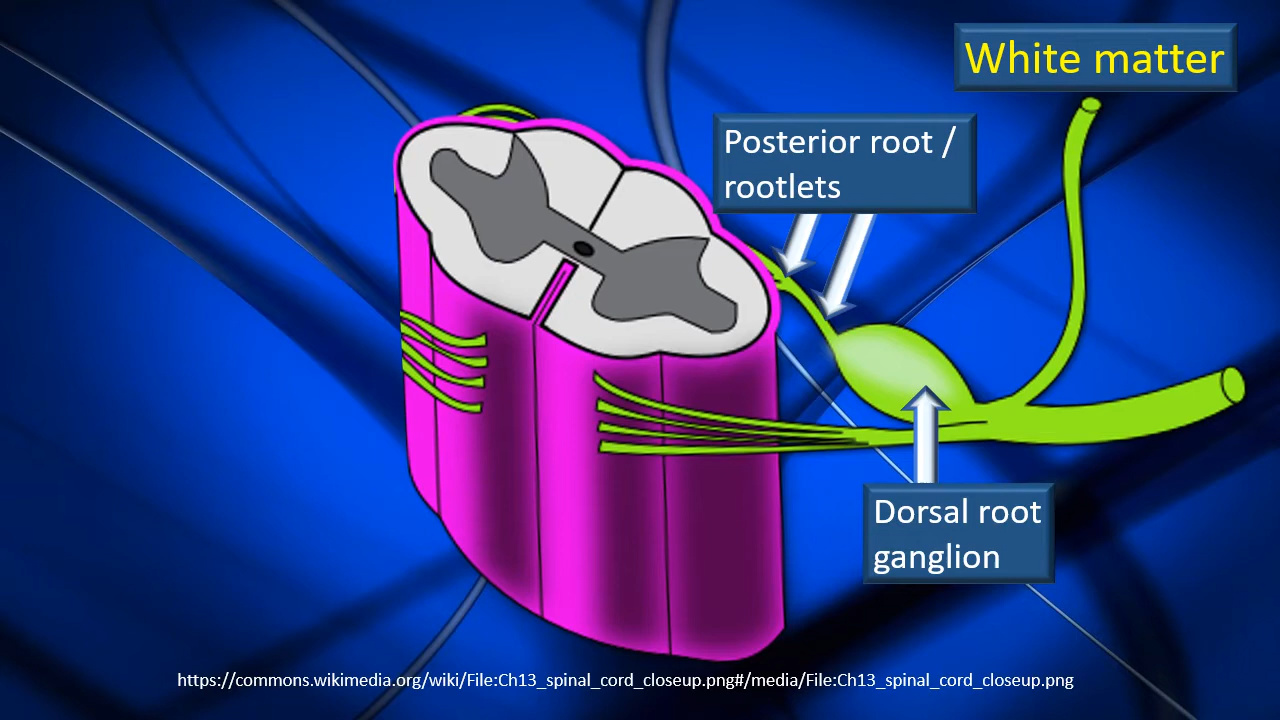 White matter
Posterior root /
rootlets
Dorsal root
ganglion
https://commons.wikimedia.org/wiki/File:Ch13_spinal_cord_closeup.png#/media/File:Ch13_spinal_cord_closeup.png